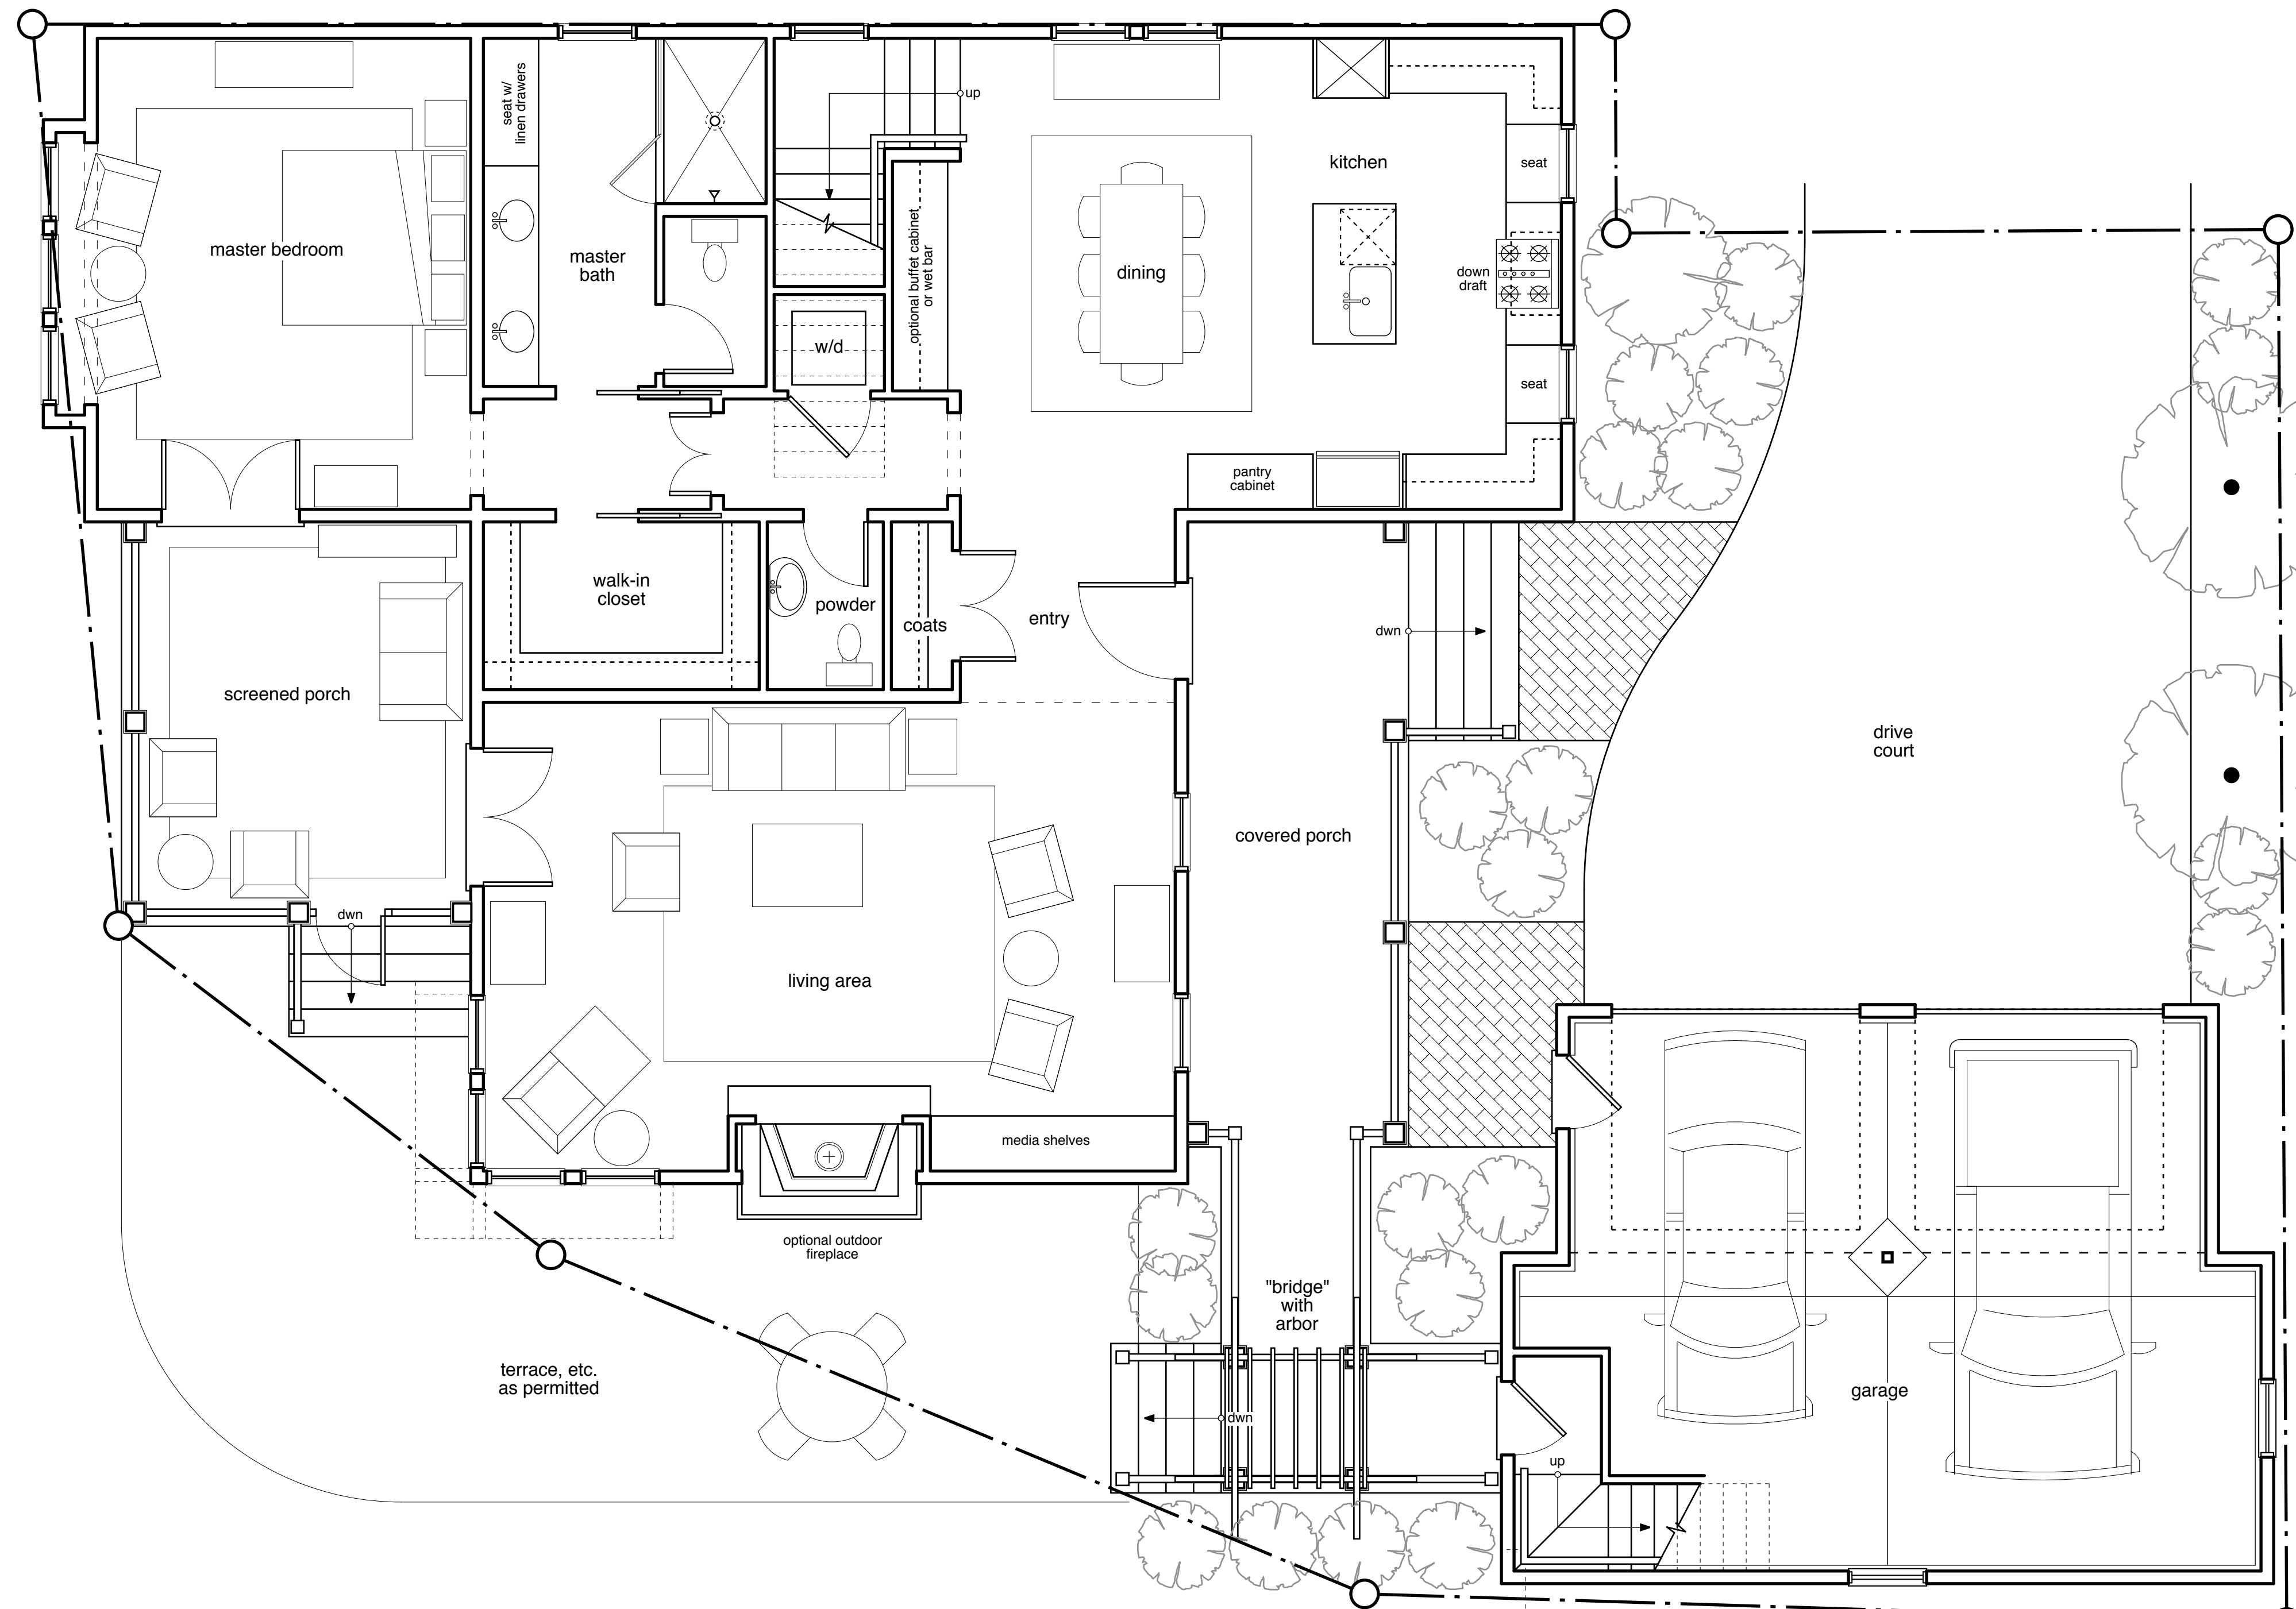 seat w/
linen drawers
up
kitchen
seat
master bedroom
master
bath
optional buffet cabinet
or wet bar
dining
down
draft
w/d
seat
pantry
cabinet
walk-in
closet
powder
coats
entry
dwn
screened porch
drive
court
covered porch
dwn
living area
media shelves
optional outdoor
fireplace
"bridge"
with
arbor
terrace, etc.
as permitted
garage
dwn
up